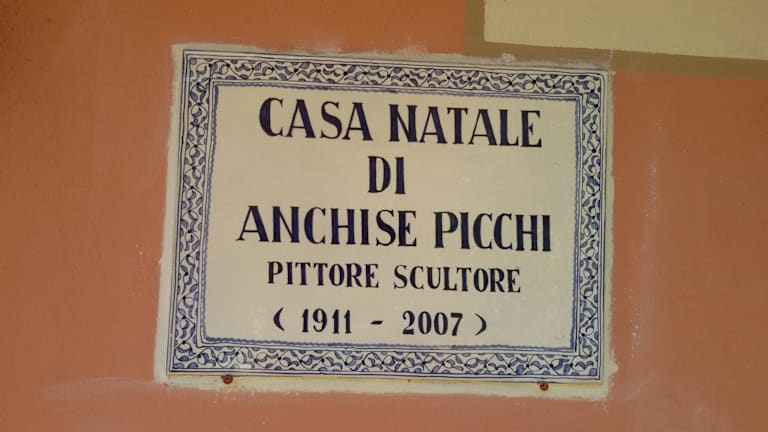 CASA NATALE
DI
ANCHISE PICCHI
PITTORE SCULTORE
( 1911 - 2007 )